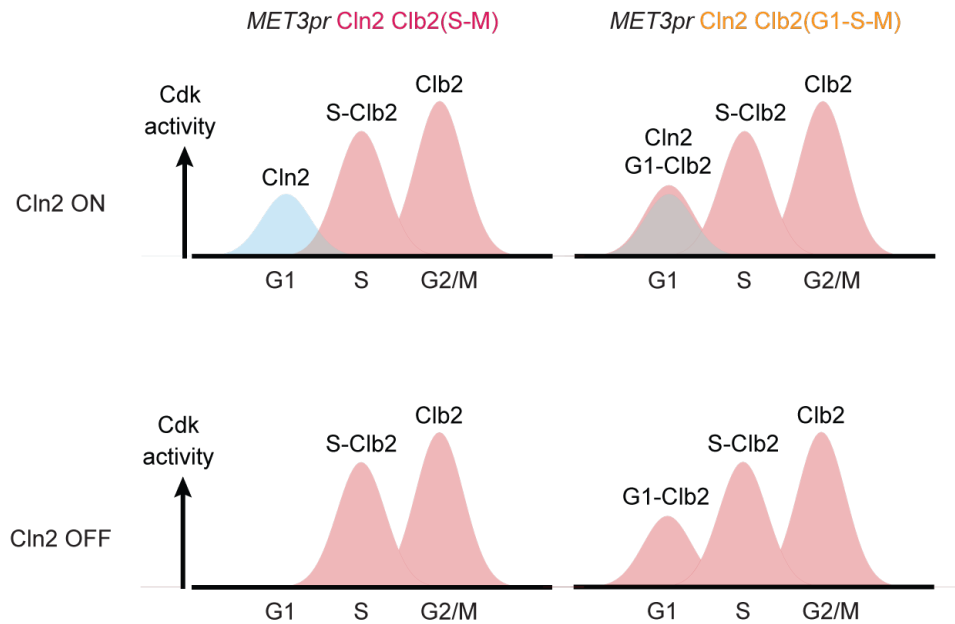 MET3pr Cln2 Clb2(S-M)
MET3pr Cln2 Clb2(G1-S-M)
Cln2 ON
Cdk
activity
Cln2
S-Clb2
Clb2
G1
S
G2/M
Cln2
G1-Clb2
S-Clb2
Clb2
G1
S
G2/M
Cln2 OFF
Cdk
activity
S-Clb2
Clb2
G1
S
G2/M
G1-Clb2
S-Clb2
Clb2
G1
S
G2/M